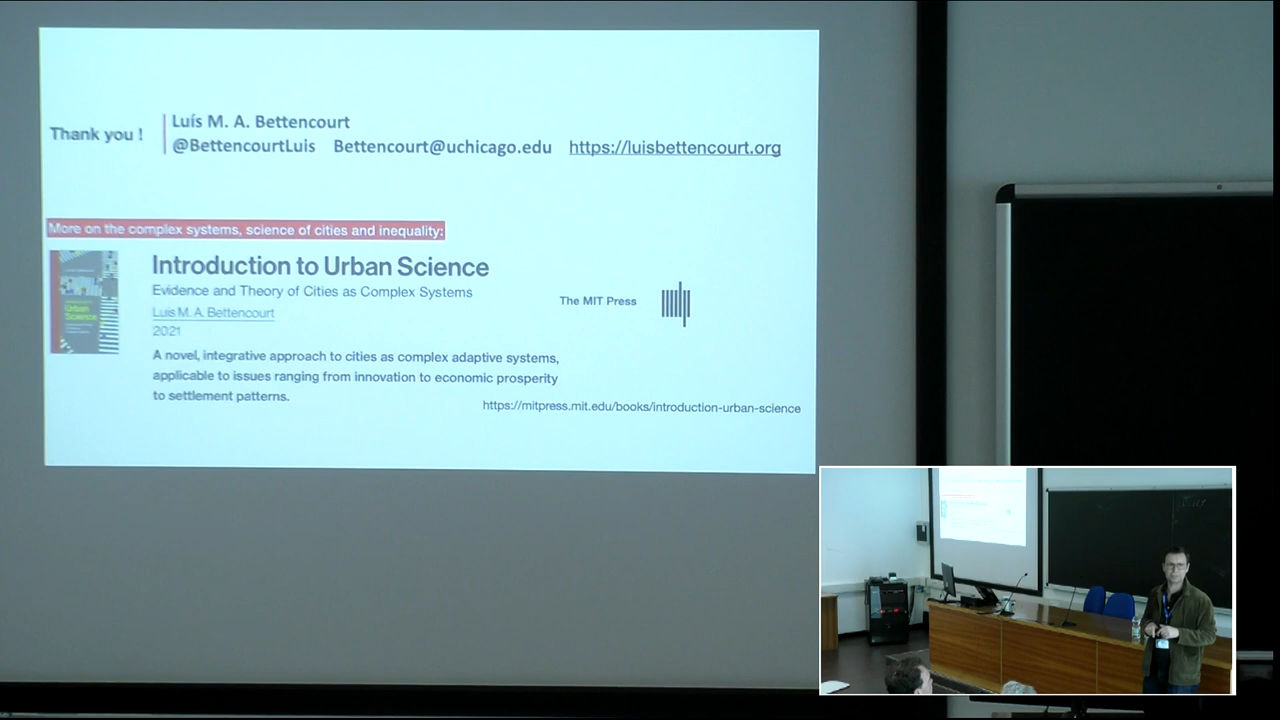 Thank you !
Luís M. A. Bettencourt
@BettencourtLuis Bettencourt@uchicago.edu https://luisbettencourt.org
More on the complex systems, science of cities and inequality:
Introduction to Urban Science
Evidence and Theory of Cities as Complex Systems
Luis M. A. Bettencourt
2021
The MIT Press
A novel, integrative approach to cities as complex adaptive systems,
applicable to issues ranging from innovation to economic prosperity
to settlement patterns.
https://mitpress.mit.edu/books/introduction-urban-science
Urban
Science